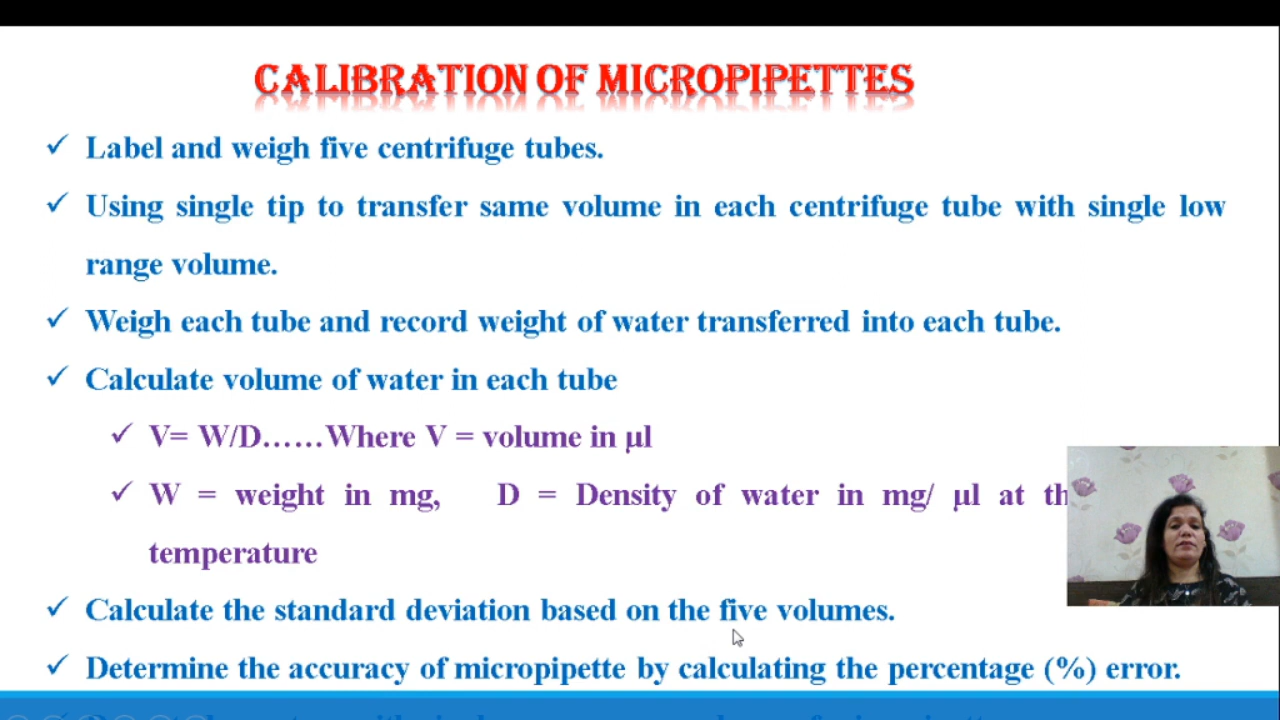 CALIBRATION OF MICROPIPETTES
✓ Label and weigh five centrifuge tubes.
✓ Using single tip to transfer same volume in each centrifuge tube with single low
range volume.
✓ Weigh each tube and record weight of water transferred into each tube.
✓ Calculate volume of water in each tube
✓ V= W/D......Where V = volume in µl
✓ W = weight in mg, D = Density of water in mg/ µl at
temperature
✓ Calculate the standard deviation based on the five volumes.
✓ Determine the accuracy of micropipette by calculating the percentage (%) error.